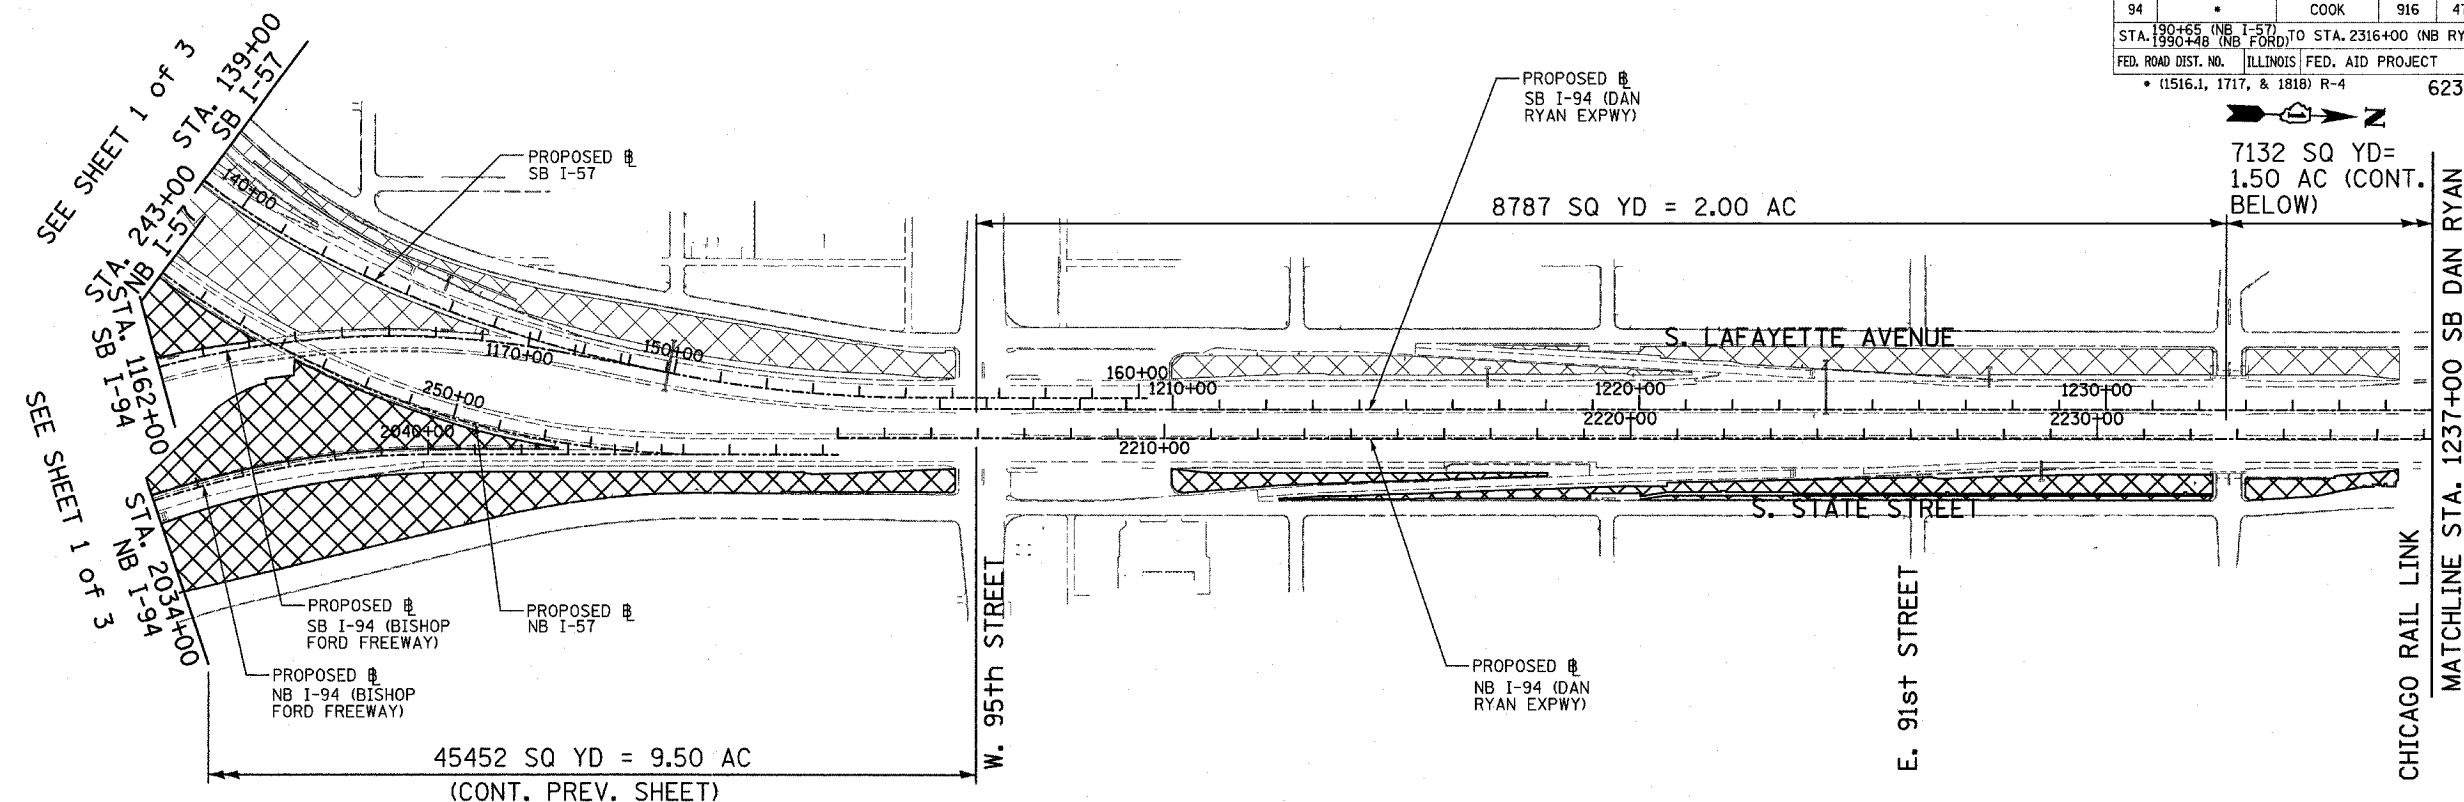 94 * COOK 916
STA. 190+65 (NB I-57) TO STA. 2316+00 (NB RY
1990+48 (NB FORD)
FED. ROAD DIST. NO. ILLINOIS FED. AID PROJECT
* (1516.1, 1717, & 1818) R-4 623
N
7132 SQ YD=
1.50 AC (CONT.
BELOW)
8787 SQ YD = 2.00 AC
PROPOSED B
SB I-94 (DAN
RYAN EXPWY)
SEE SHEET 1 of 3
STA. 139+00
SB I-57
PROPOSED B
SB I-57
140+00
STA. 243+00
NB I-57
STA. 1162+00
SB I-94
1170+00
150+00
160+00
1210+00
S. LAFAYETTE AVENUE
1220+00
1230+00
250+00
2040+00
2210+00
2220+00
2230+00
S. STATE STREET
SEE SHEET 1 of 3
STA. 2034+00
NB I-94
PROPOSED B
SB I-94 (BISHOP
FORD FREEWAY)
PROPOSED B
NB I-57
PROPOSED B
NB I-94 (BISHOP
FORD FREEWAY)
PROPOSED B
NB I-94 (DAN
RYAN EXPWY)
W. 95th STREET
E. 91st STREET
CHICAGO RAIL LINK
MATCHLINE STA. 1237+00 SB DAN RYAN
45452 SQ YD = 9.50 AC
(CONT. PREV. SHEET)